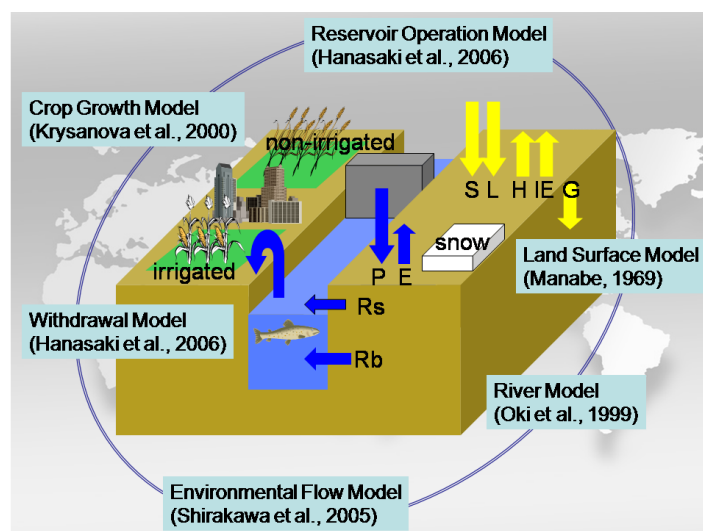 Reservoir Operation Model
(Hanasaki et al., 2006)
Crop Growth Model
(Krysanova et al., 2000)
non-irrigated
S L H lE G
snow
irrigated
P E
Land Surface Model
(Manabe, 1969)
Rs
Withdrawal Model
(Hanasaki et al., 2006)
Rb
River Model
(Oki et al., 1999)
Environmental Flow Model
(Shirakawa et al., 2005)